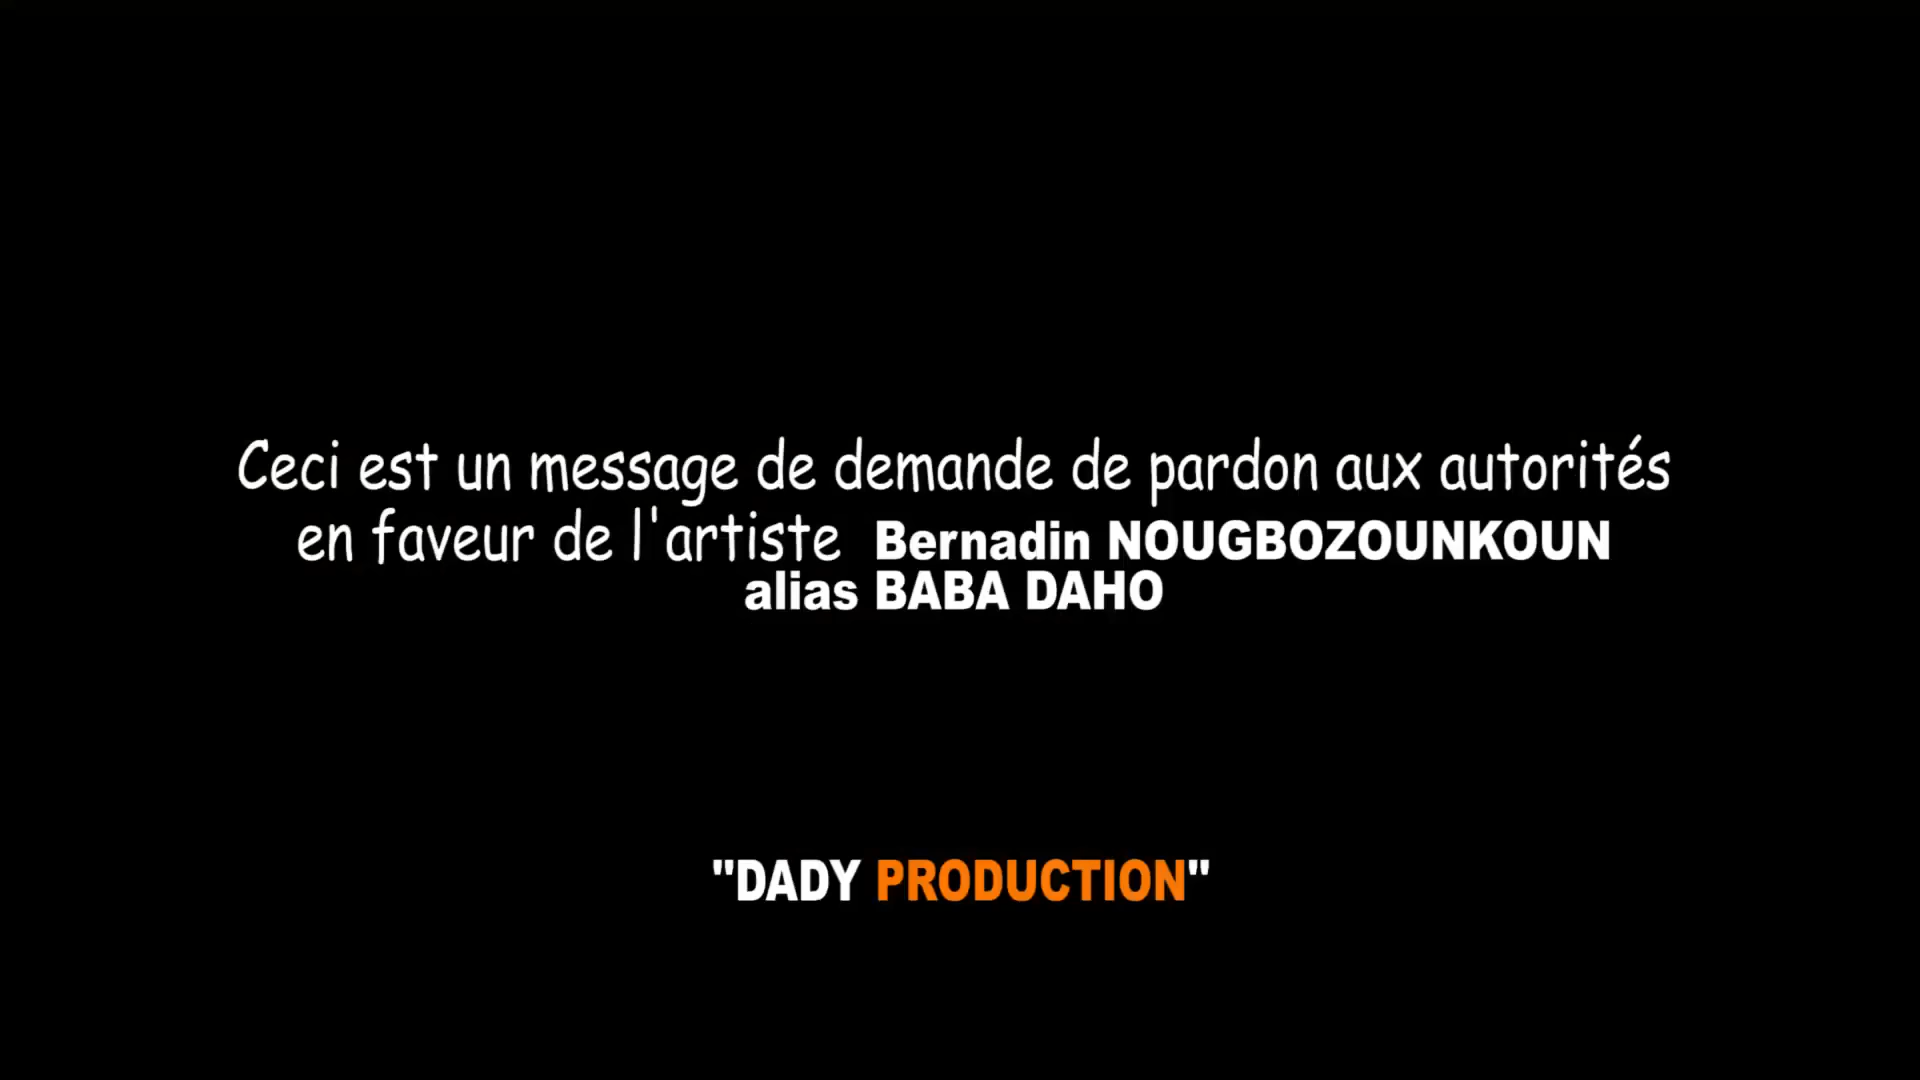 Ceci est un message de demande de pardon aux autorités
en faveur de l'artiste Bernadin NOUGBOZOUNKOUN
alias BABA DAHO
"DADY PRODUCTION"